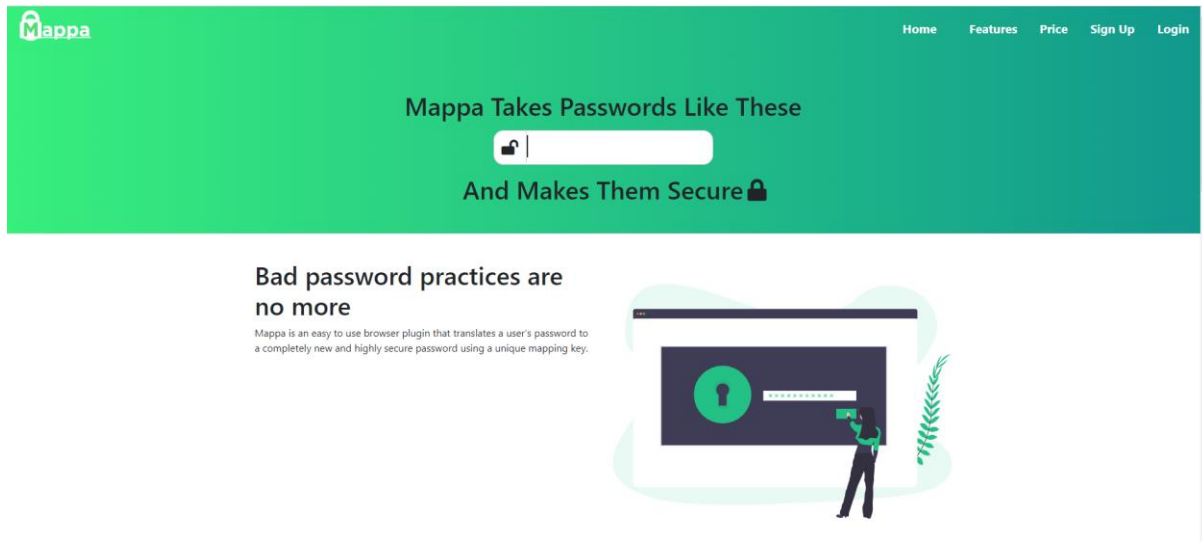 Mappa
Home Features Price Sign Up Login
Mappa Takes Passwords Like These
And Makes Them Secure
Bad password practices are
no more
Mappa is an easy to use browser plugin that translates a user's password to
a completely new and highly secure password using a unique mapping key.